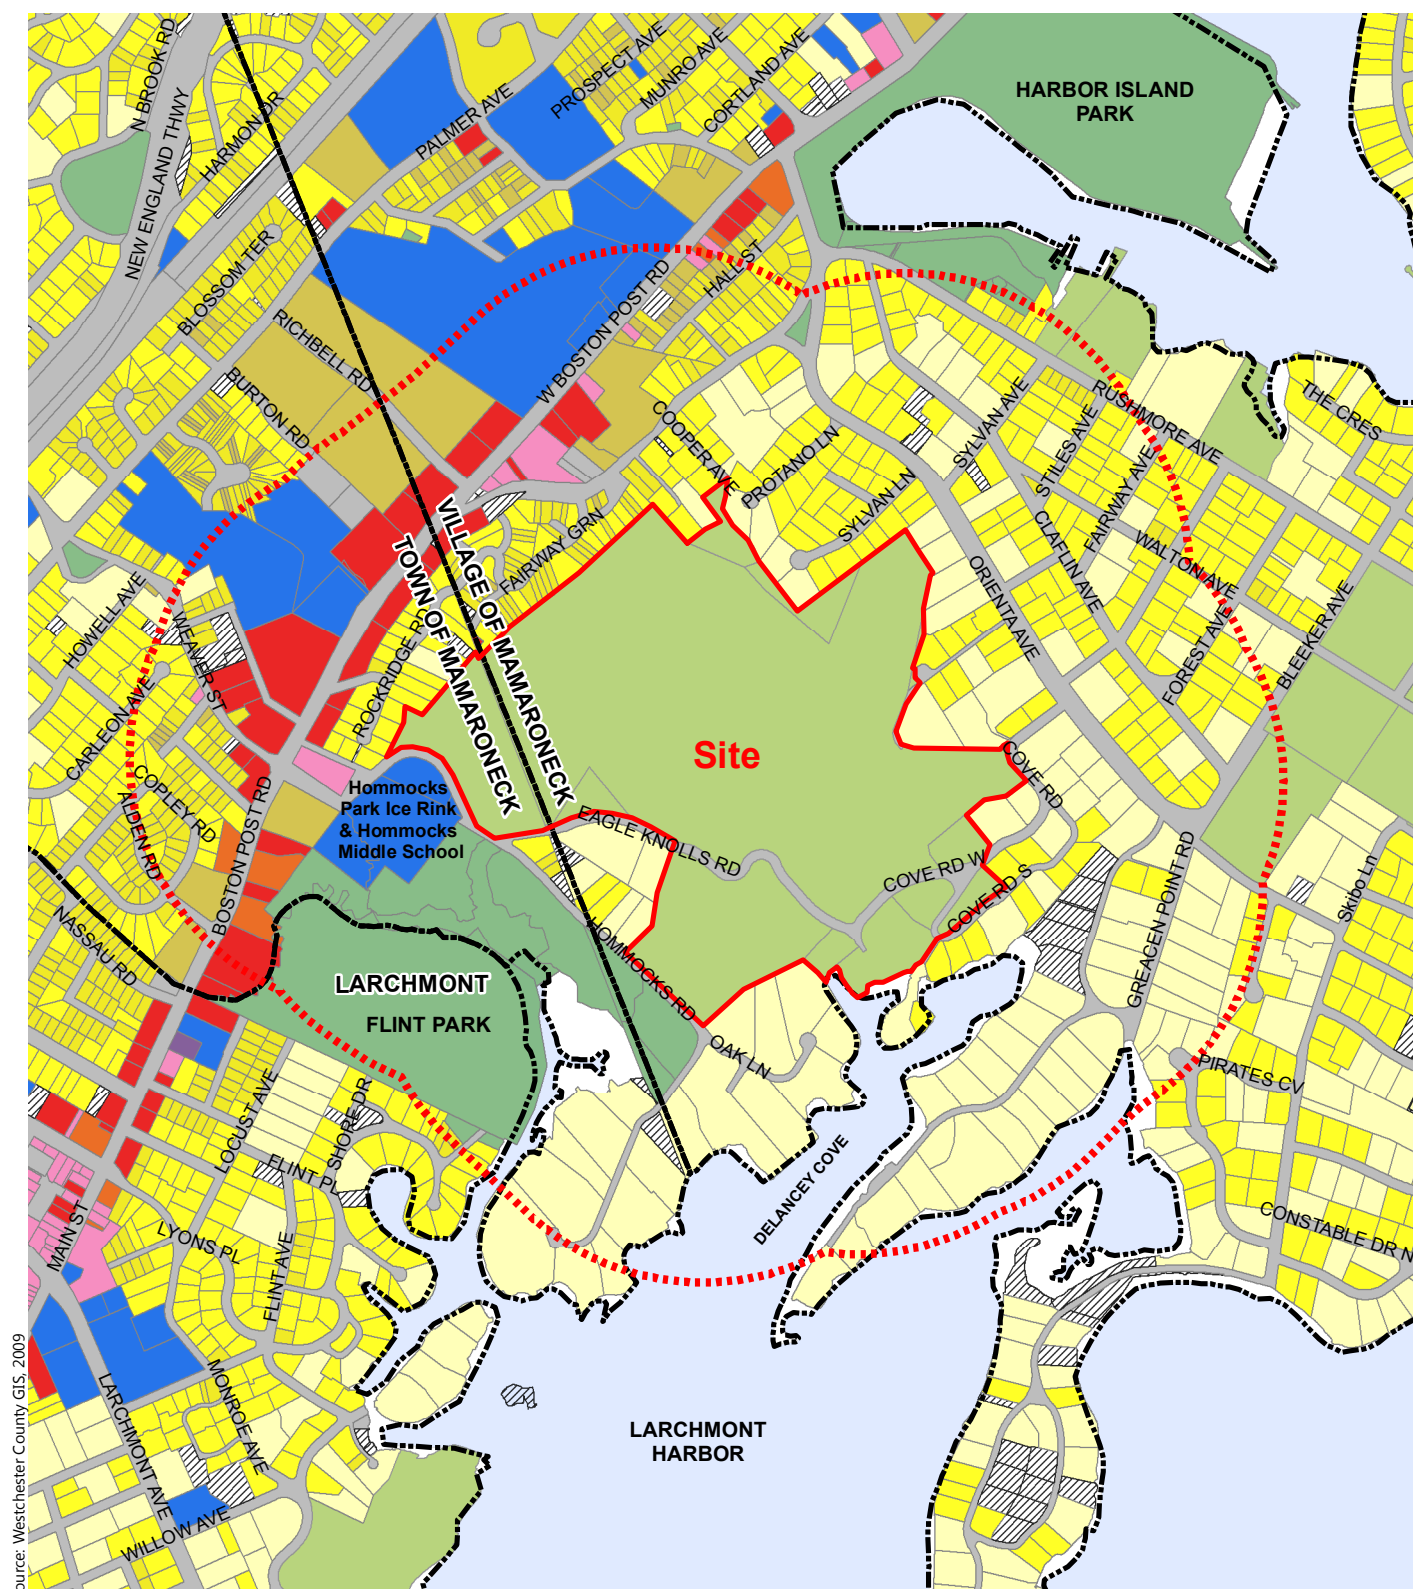 N BROOK RD
HARMON DR
NEW ENGLAND THWY
PALMER AVE
PROSPECT AVE
MUNRO AVE
CORTLAND AVE
HARBOR ISLAND
PARK
BLOSSOM TER
RICHBELL RD
BURTON RD
W BOSTON POST RD
HALL ST
COOPER AVE
PROTANO LN
SYLVAN LN
SYLVAN AVE
STILES AVE
RUSHMORE AVE
THE CRES
FAIRWAY AVE
CLAFLIN AVE
WALTON AVE
ORIENTA AVE
FOREST AVE
BLEEKER AVE
VILLAGE OF MAMARONECK
TOWN OF MAMARONECK
FAIRWAY GRN
ROCKRIDGE RD
HOWELL AVE
WEAVER ST
CARLEON AVE
COPLEY RD
ALDEN RD
BOSTON POST RD
NASSAU RD
Site
Hommocks
Park Ice Rink
& Hommocks
Middle School
EAGLE KNOLLS RD
COVE RD
COVE RD W
COVE RD S
HOMMOCKS RD
OAK LN
GREACEN POINT RD
Skibo Ln
PIRATES CV
LARCHMONT
FLINT PARK
LOCUST AVE
SHORE DR
FLINT PL
LYONS PL
FLINT AVE
MAIN ST
DELANCEY COVE
CONSTABLE DR N
MONROE AVE
LARCHMONT AVE
WILLOW AVE
LARCHMONT
HARBOR
ource: Westchester County GIS, 2009